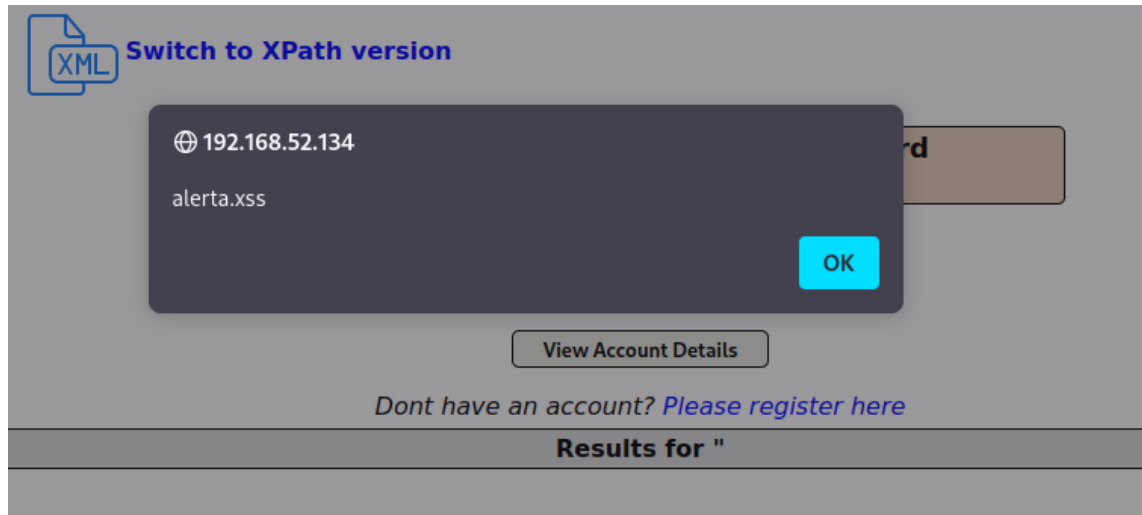 XML
Switch to XPath version
192.168.52.134
rd
alerta.xss
OK
View Account Details
Dont have an account? Please register here
Results for "